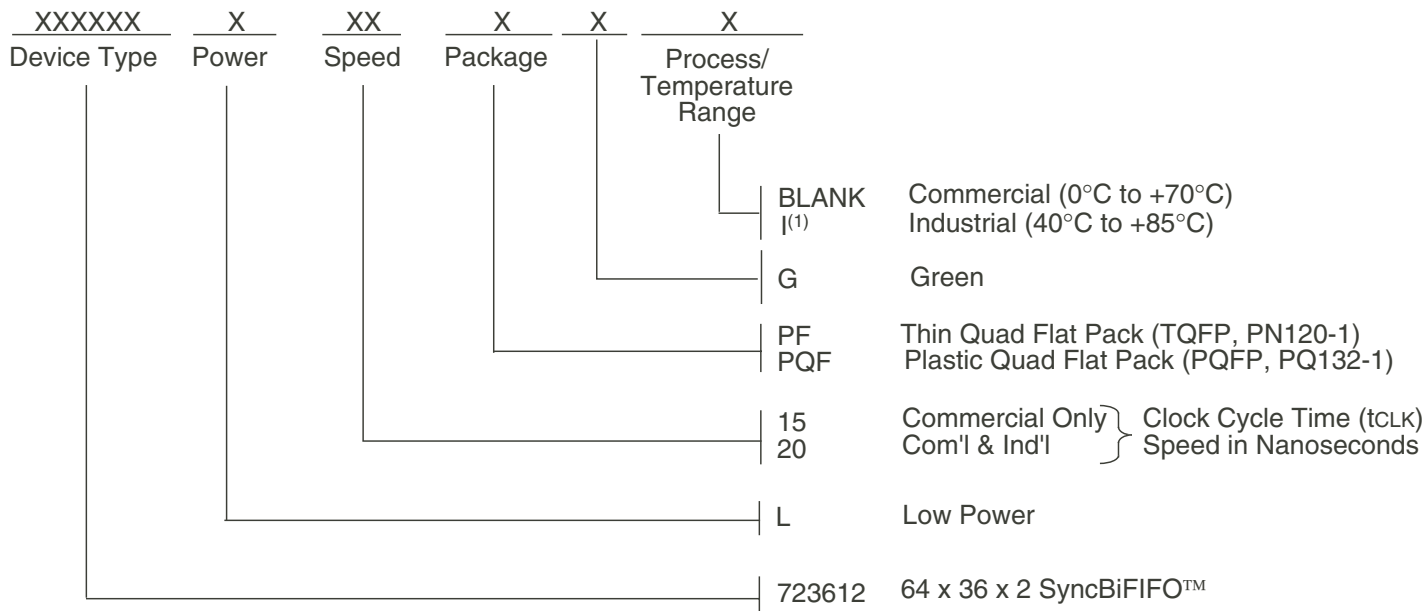 XXXXXX X XX X X X
Device Type Power Speed Package Process/
Temperature
Range
BLANK Commercial (0°C to +70°C)
I(1) Industrial (40°C to +85°C)
G Green
PF Thin Quad Flat Pack (TQFP, PN120-1)
PQF Plastic Quad Flat Pack (PQFP, PQ132-1)
15 Commercial Only Clock Cycle Time (tCLK)
20 Com'l & Ind'l Speed in Nanoseconds
L Low Power
723612 64 x 36 x 2 SyncBiFIFO™